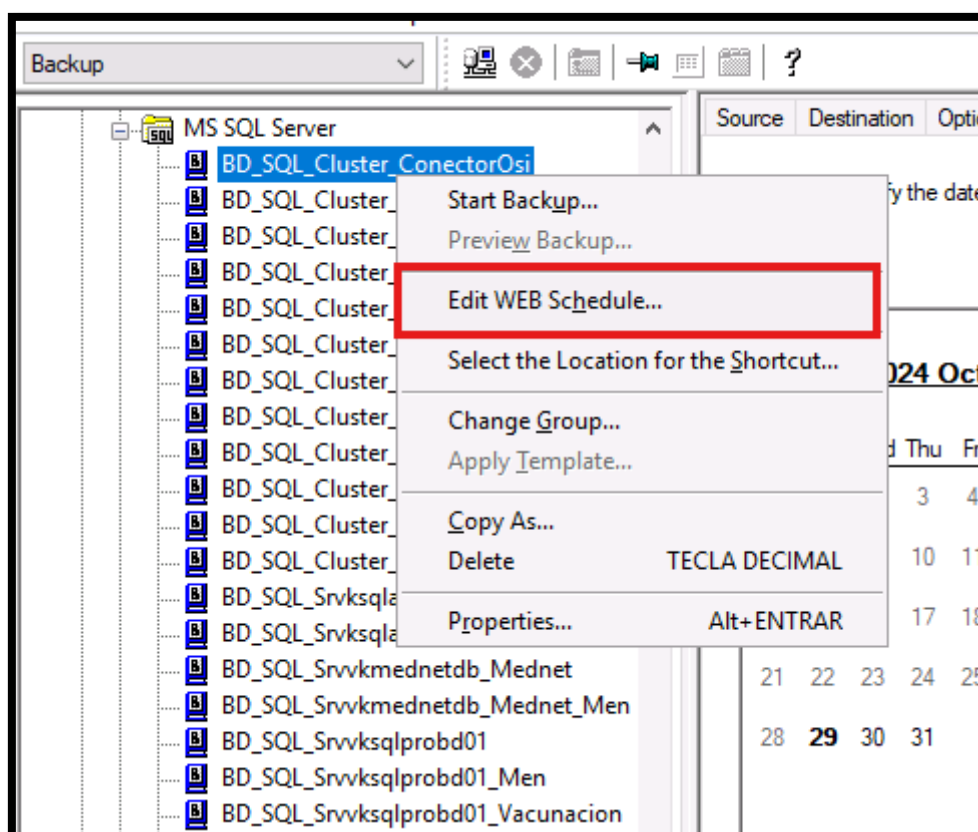 Backup
?
MS SQL Server
Source Destination
BD_SQL_Cluster_ConectorOsi
BD_SQL_Cluster_
Start Backup...
the
BD_SQL_Cluster_
Preview Backup...
BD_SQL_Cluster_
BD_SQL_Cluster_
Edit WEB Schedule...
BD_SQL_Cluster_
Select the Location for the Shortcut...
BD_SQL_Cluster_
BD_SQL_Cluster_
Change Group...
BD_SQL_Cluster_
Apply Template...
Thu
BD_SQL_Cluster_
3 4
BD_SQL_Cluster_
Copy As...
BD_SQL_Cluster_
Delete TECLA DECIMAL
10
BD_SQL_Srvksqla
BD_SQL_Srvksqla
Properties... Alt+ENTRAR
17
BD_SQL_Srvvkmednetdb_Mednet
21 22 23 24
BD_SQL_Srvvkmednetdb_Mednet_Men
BD_SQL_Srvvksqlprobd01
28 29 30 31
BD_SQL_Srvvksqlprobd01_Men
BD_SQL_Srvvksqlprobd01_Vacunacion